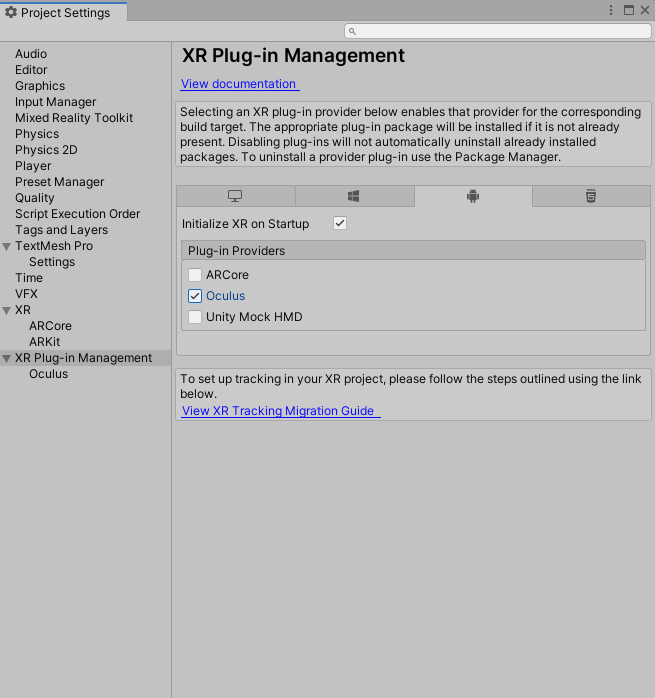 Project Settings
Audio
Editor
Graphics
Input Manager
Mixed Reality Toolkit
Physics
Physics 2D
Player
Preset Manager
Quality
Script Execution Order
Tags and Layers
TextMesh Pro
Settings
Time
VFX
XR
ARCore
ARKit
XR Plug-in Management
Oculus
XR Plug-in Management
View documentation
Selecting an XR plug-in provider below enables that provider for the corresponding
build target. The appropriate plug-in package will be installed if it is not already
present. Disabling plug-ins will not automatically uninstall already installed
packages. To uninstall a provider plug-in use the Package Manager.
Initialize XR on Startup
Plug-in Providers
ARCore
Oculus
Unity Mock HMD
To set up tracking in your XR project, please follow the steps outlined using the link
below.
View XR Tracking Migration Guide